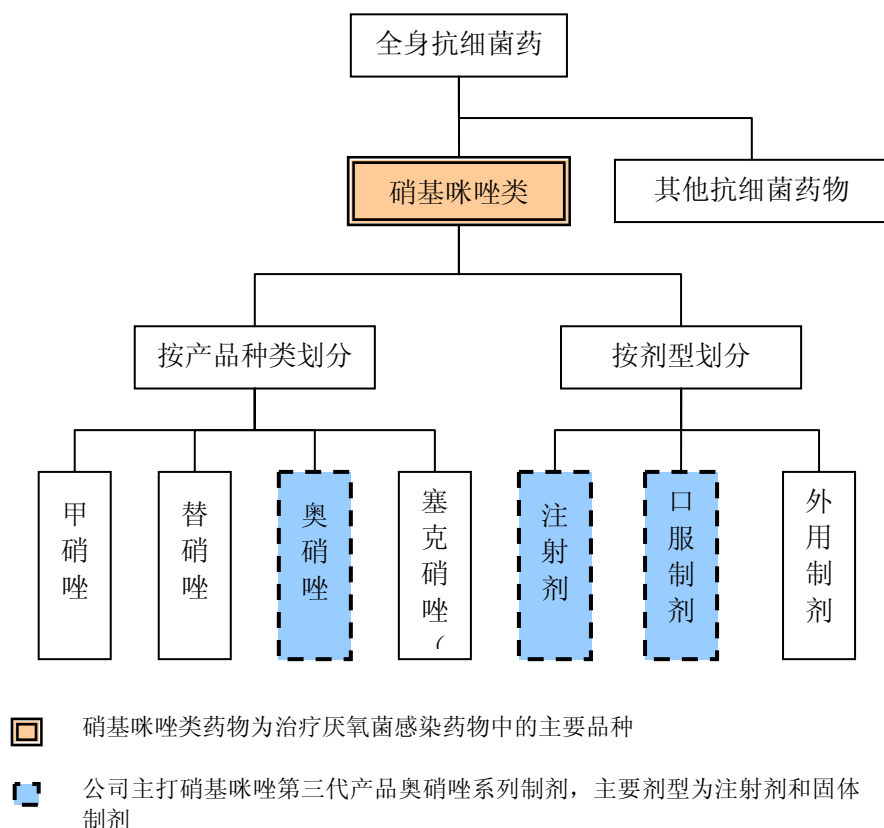 全身抗细菌药
硝基咪唑类
其他抗细菌药物
按产品种类划分
按剂型划分
甲硝唑
替硝唑
奥硝唑
塞克硝唑（
注射剂
口服制剂
外用制剂
硝基咪唑类药物为治疗厌氧菌感染药物中的主要品种
公司主打硝基咪唑第三代产品奥硝唑系列制剂，主要剂型为注射剂和固体
制剂